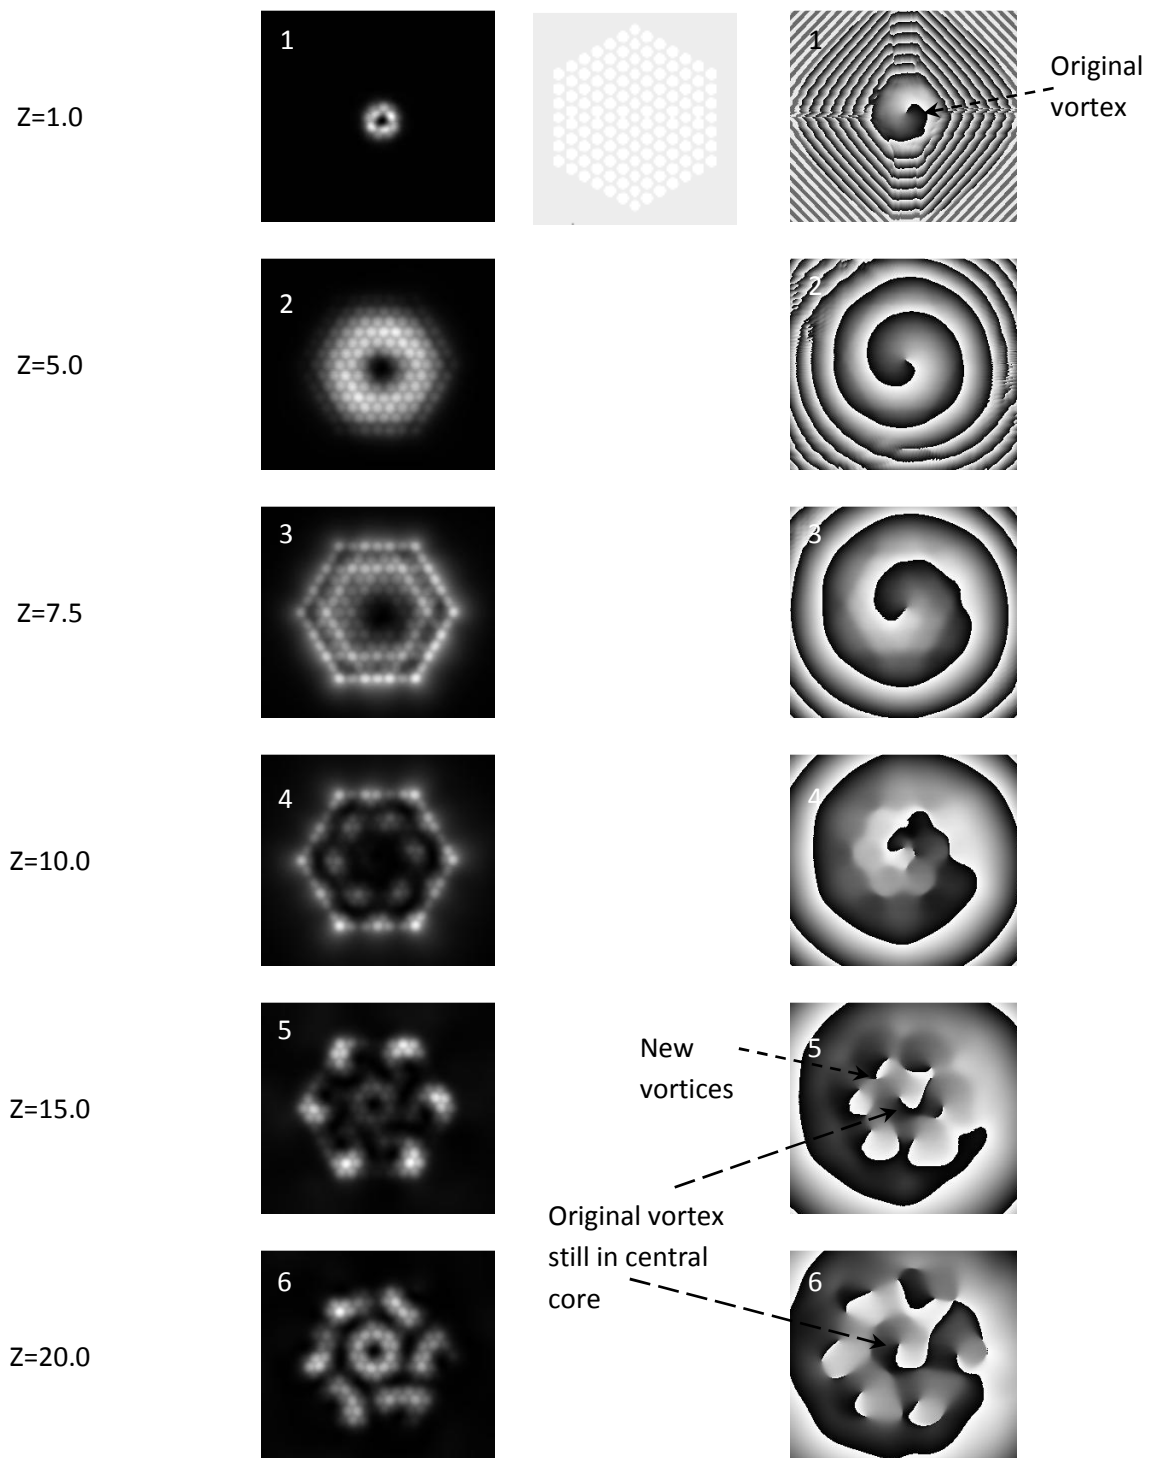 1
1
Original
vortex
Z=1.0
2
2
Z=5.0
3
3
Z=7.5
4
4
Z=10.0
5
New
vortices
5
Z=15.0
Original vortex
still in central
core
6
6
Z=20.0